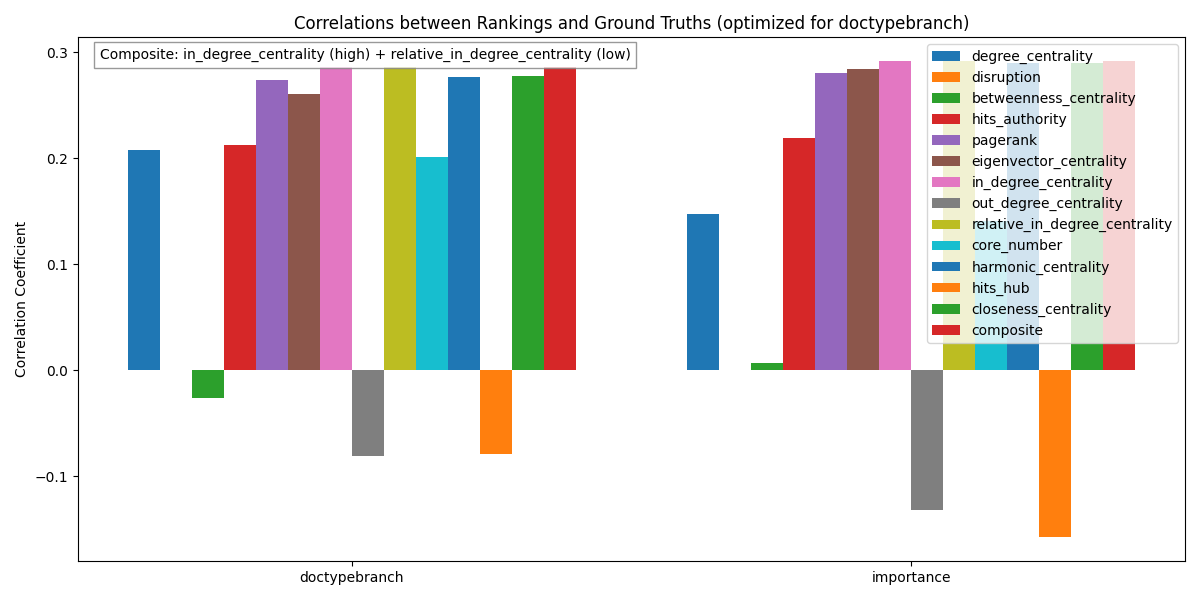 Correlations between Rankings and Ground Truths (optimized for doctypebranch)
Composite: in_degree_centrality (high) + relative_in_degree_centrality (low)
degree_centrality
disruption
betweenness_centrality
hits_authority
pagerank
eigenvector_centrality
in_degree_centrality
out_degree_centrality
relative_in_degree_centrality
core_number
harmonic_centrality
hits_hub
closeness_centrality
composite
Correlation Coefficient
0.3
0.2
0.1
0.0
−0.1
doctypebranch
importance